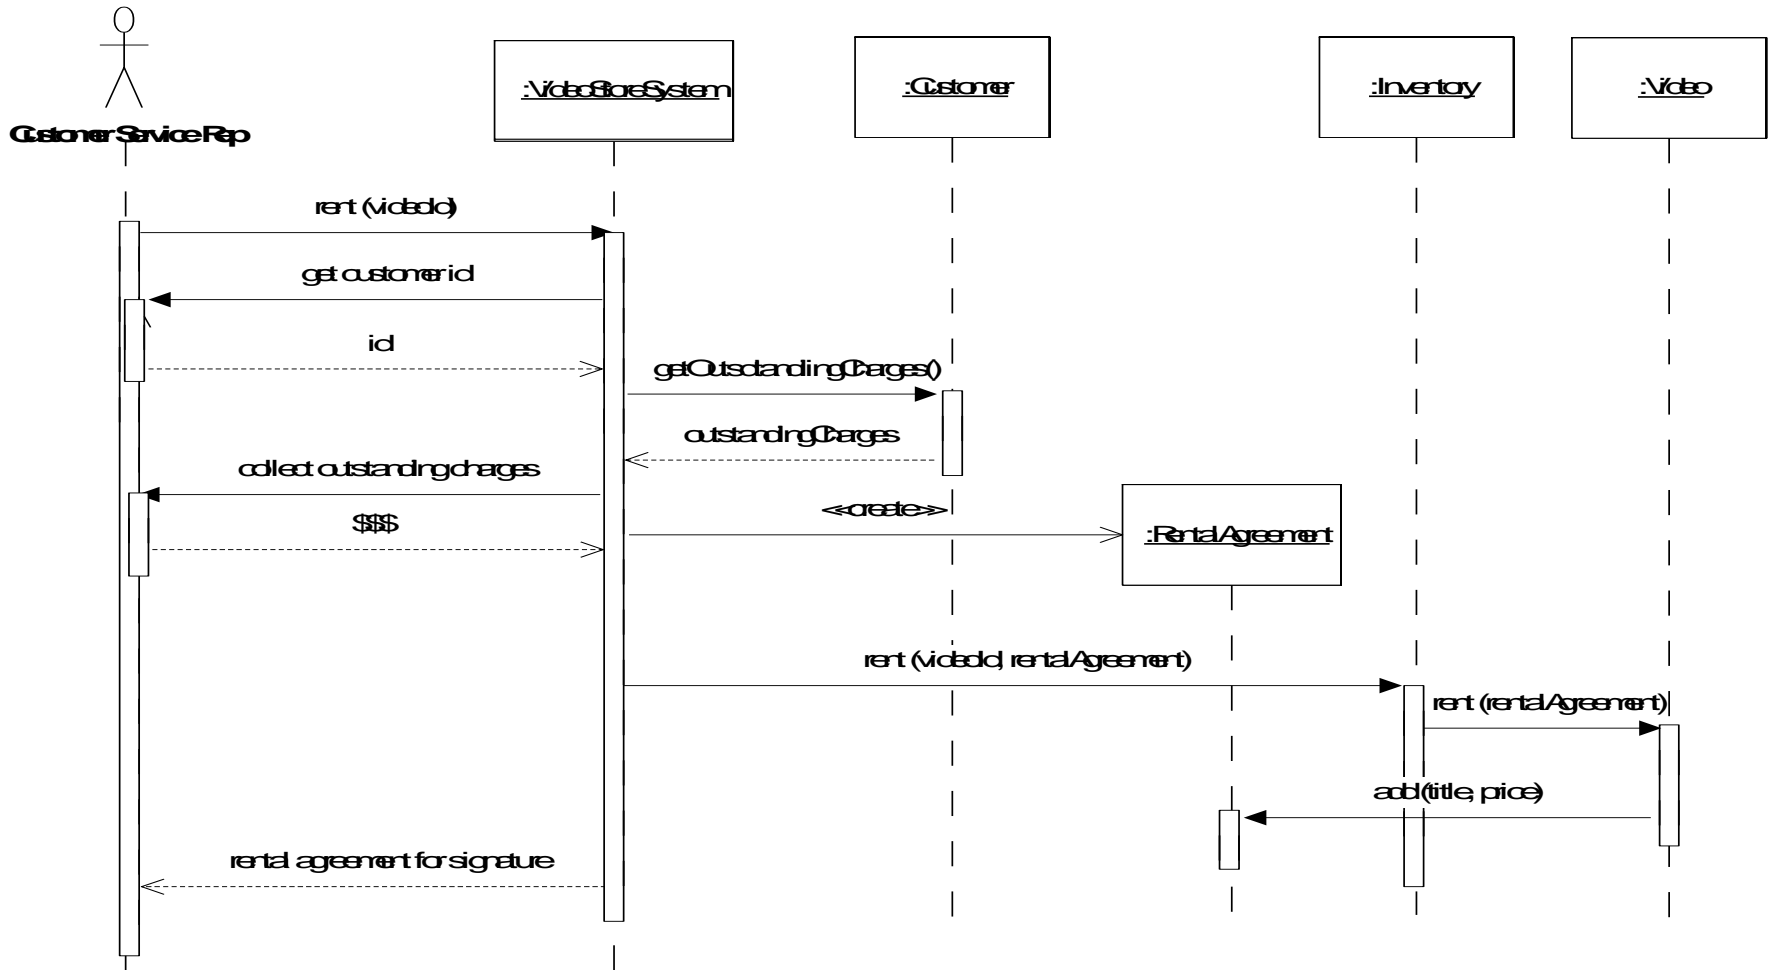 :VideoStoreSystem
:Customer
:Inventory
:Video
Customer Service Rep
rent (videoId)
get customer id
id
getOutsdtandiingCharges()
outstandingCharges
collect outstanding charges
$$$
<<create>>
:RentalAgreement
rent (videoId, rentalAgreement)
rent (rentalAgreement)
add (title, price)
rental agreement for signature